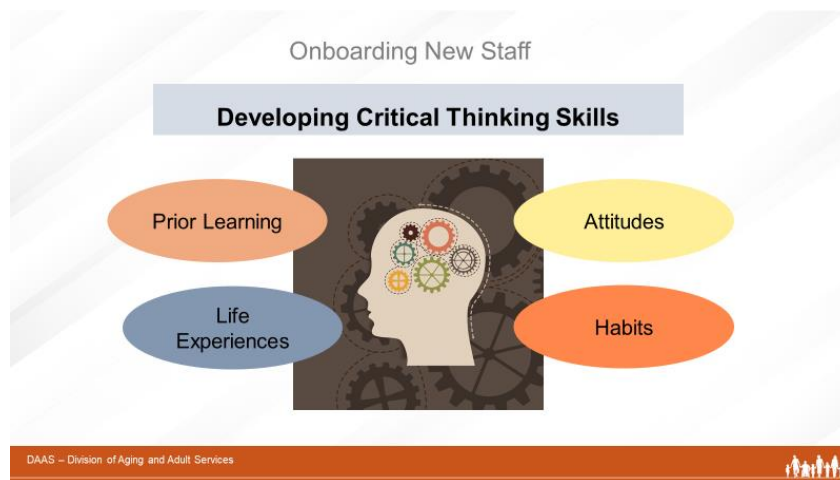 Onboarding New Staff
Developing Critical Thinking Skills
Prior Learning
Attitudes
Life
Experiences
Habits
DAAS – Division of Aging and Adult Services